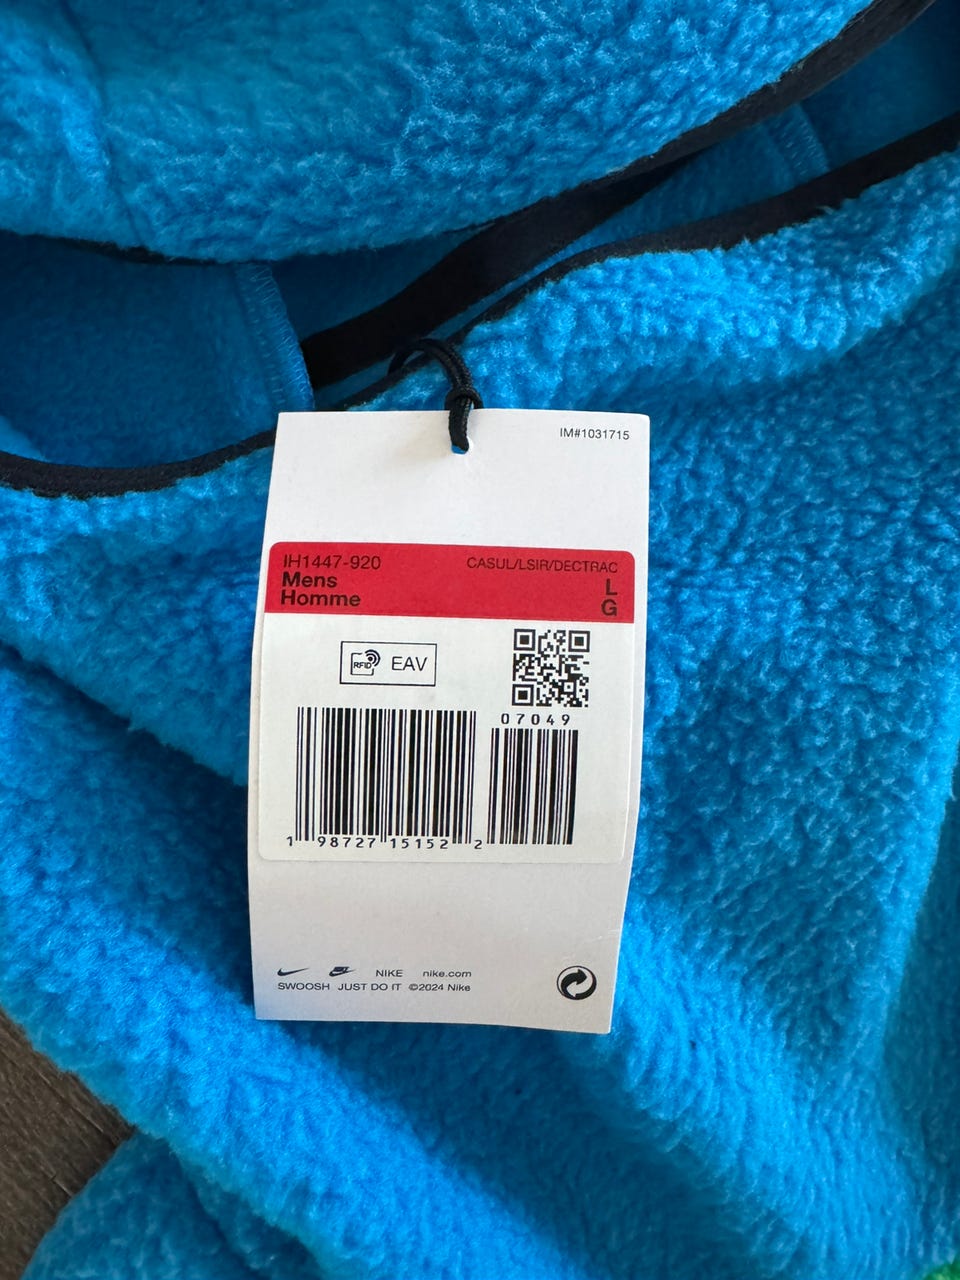 IM#1031715
IH1447-920 CASUL/LSIR/DECTRAC
Mens L
Homme G
RFID EAV
07049
1 98727 15152 2
NIKE nike.com
SWOOSH JUST DO IT ©2024 Nike